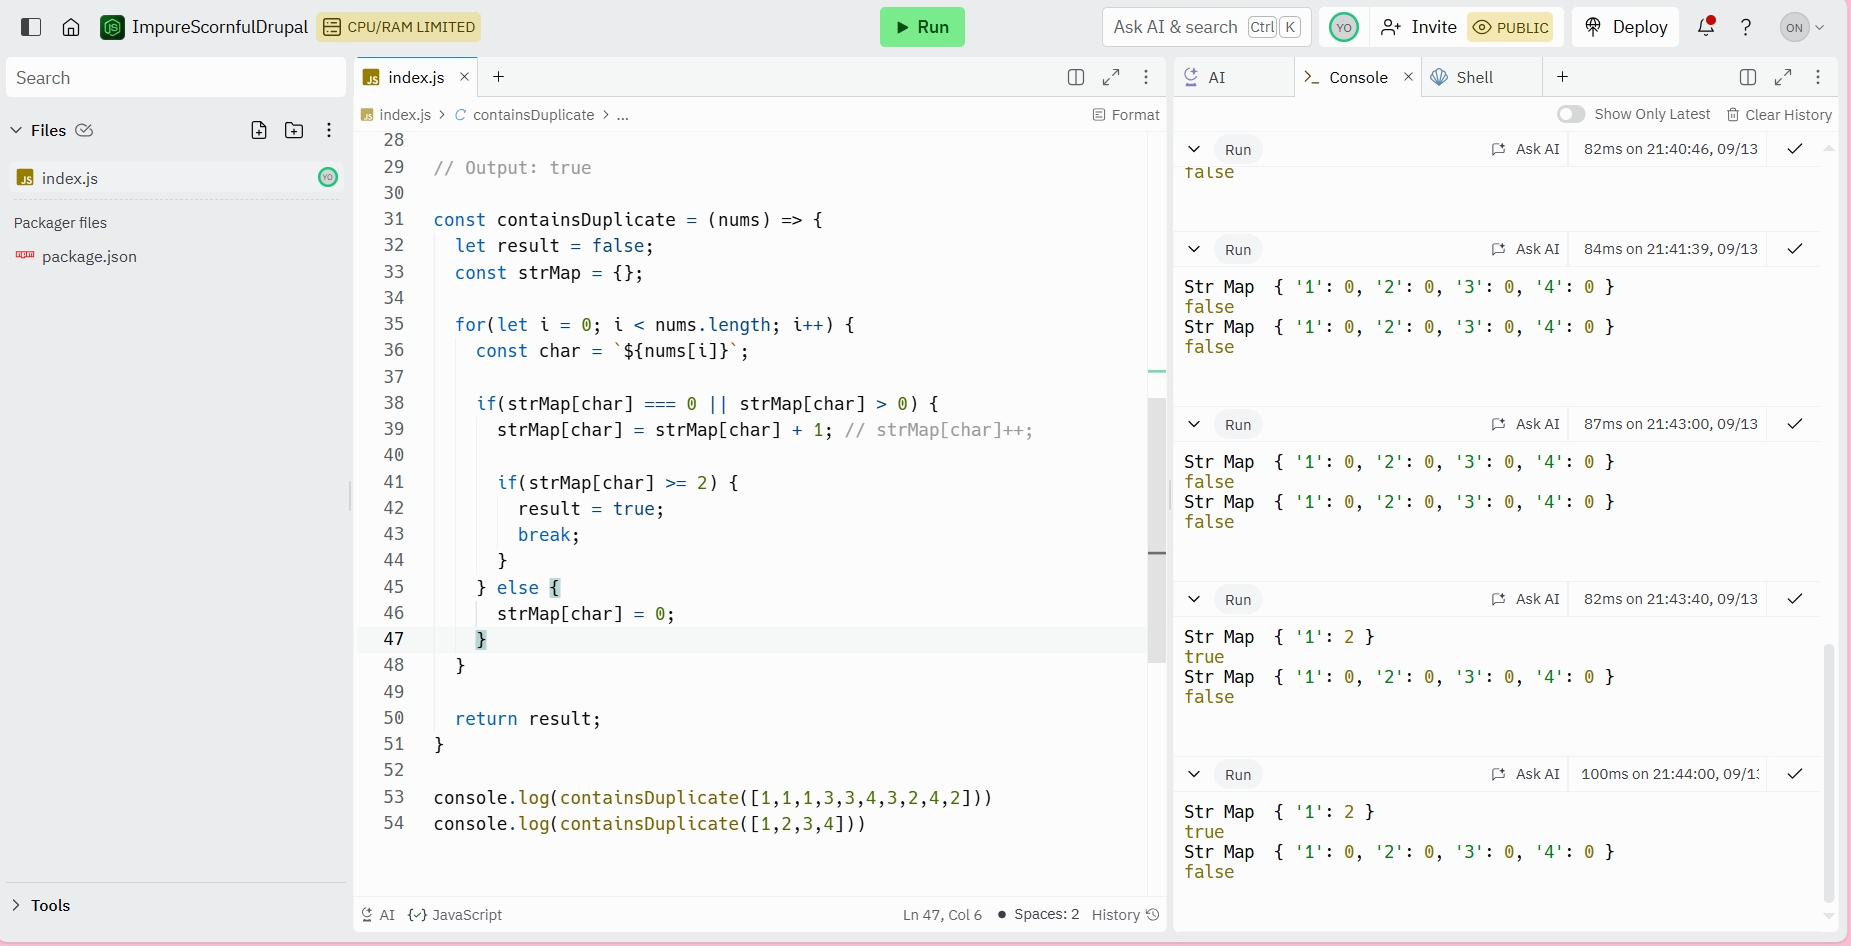 ImpureScornfulDrupal CPU/RAM LIMITED Run Ask AI & search Ctrl K YO Invite PUBLIC Deploy ? ON
Search
Files
JS index.js YO
Packager files
npm package.json
Tools
JS index.js × +
JS index.js > C containsDuplicate > ... Format
28
29 // Output: true
30
31 const containsDuplicate = (nums) => {
32 let result = false;
33 const strMap = {};
34
35 for(let i = 0; i < nums.length; i++) {
36 const char = `${nums[i]}`;
37
38 if(strMap[char] === 0 || strMap[char] > 0) {
39 strMap[char] = strMap[char] + 1; // strMap[char]++;
40
41 if(strMap[char] >= 2) {
42 result = true;
43 break;
44 }
45 } else {
46 strMap[char] = 0;
47 }
48 }
49
50 return result;
51 }
52
53 console.log(containsDuplicate([1,1,1,3,3,4,3,2,4,2]))
54 console.log(containsDuplicate([1,2,3,4]))
AI JavaScript Ln 47, Col 6 Spaces: 2 History
AI Console × Shell +
Show Only Latest Clear History
Run Ask AI 82ms on 21:40:46, 09/13
false
Run Ask AI 84ms on 21:41:39, 09/13
Str Map { '1': 0, '2': 0, '3': 0, '4': 0 }
false
Str Map { '1': 0, '2': 0, '3': 0, '4': 0 }
false
Run Ask AI 87ms on 21:43:00, 09/13
Str Map { '1': 0, '2': 0, '3': 0, '4': 0 }
false
Str Map { '1': 0, '2': 0, '3': 0, '4': 0 }
false
Run Ask AI 82ms on 21:43:40, 09/13
Str Map { '1': 2 }
true
Str Map { '1': 0, '2': 0, '3': 0, '4': 0 }
false
Run Ask AI 100ms on 21:44:00, 09/1
Str Map { '1': 2 }
true
Str Map { '1': 0, '2': 0, '3': 0, '4': 0 }
false